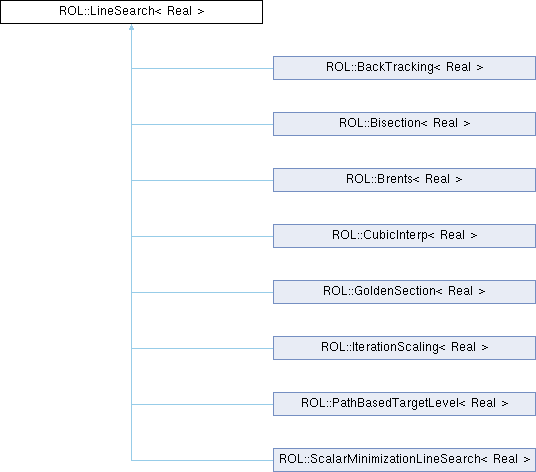 ROL::LineSearch< Real >
ROL::BackTracking< Real >
ROL::Bisection< Real >
ROL::Brents< Real >
ROL::CubicInterp< Real >
ROL::GoldenSection< Real >
ROL::IterationScaling< Real >
ROL::PathBasedTargetLevel< Real >
ROL::ScalarMinimizationLineSearch< Real >